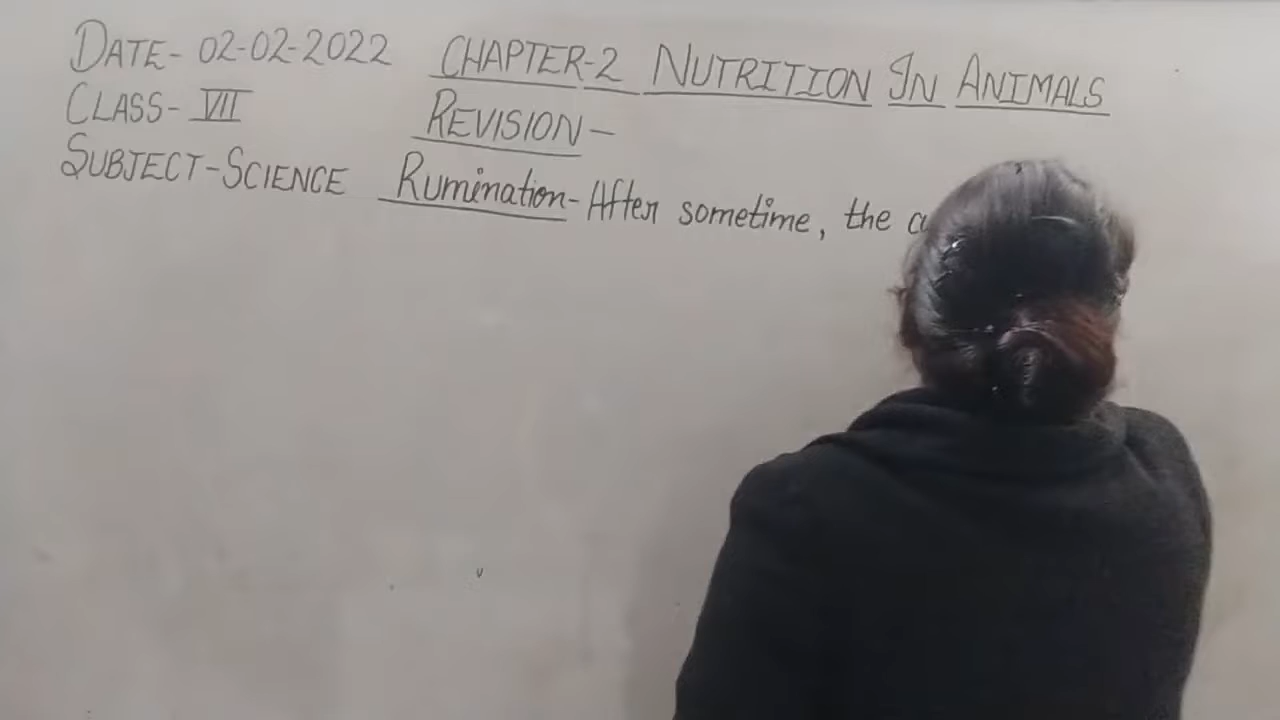 DATE- 02-02-2022 CHAPTER-2 NUTRITION IN ANIMALS
CLASS- VII REVISION-
SUBJECT-SCIENCE Rumination- After sometime, the